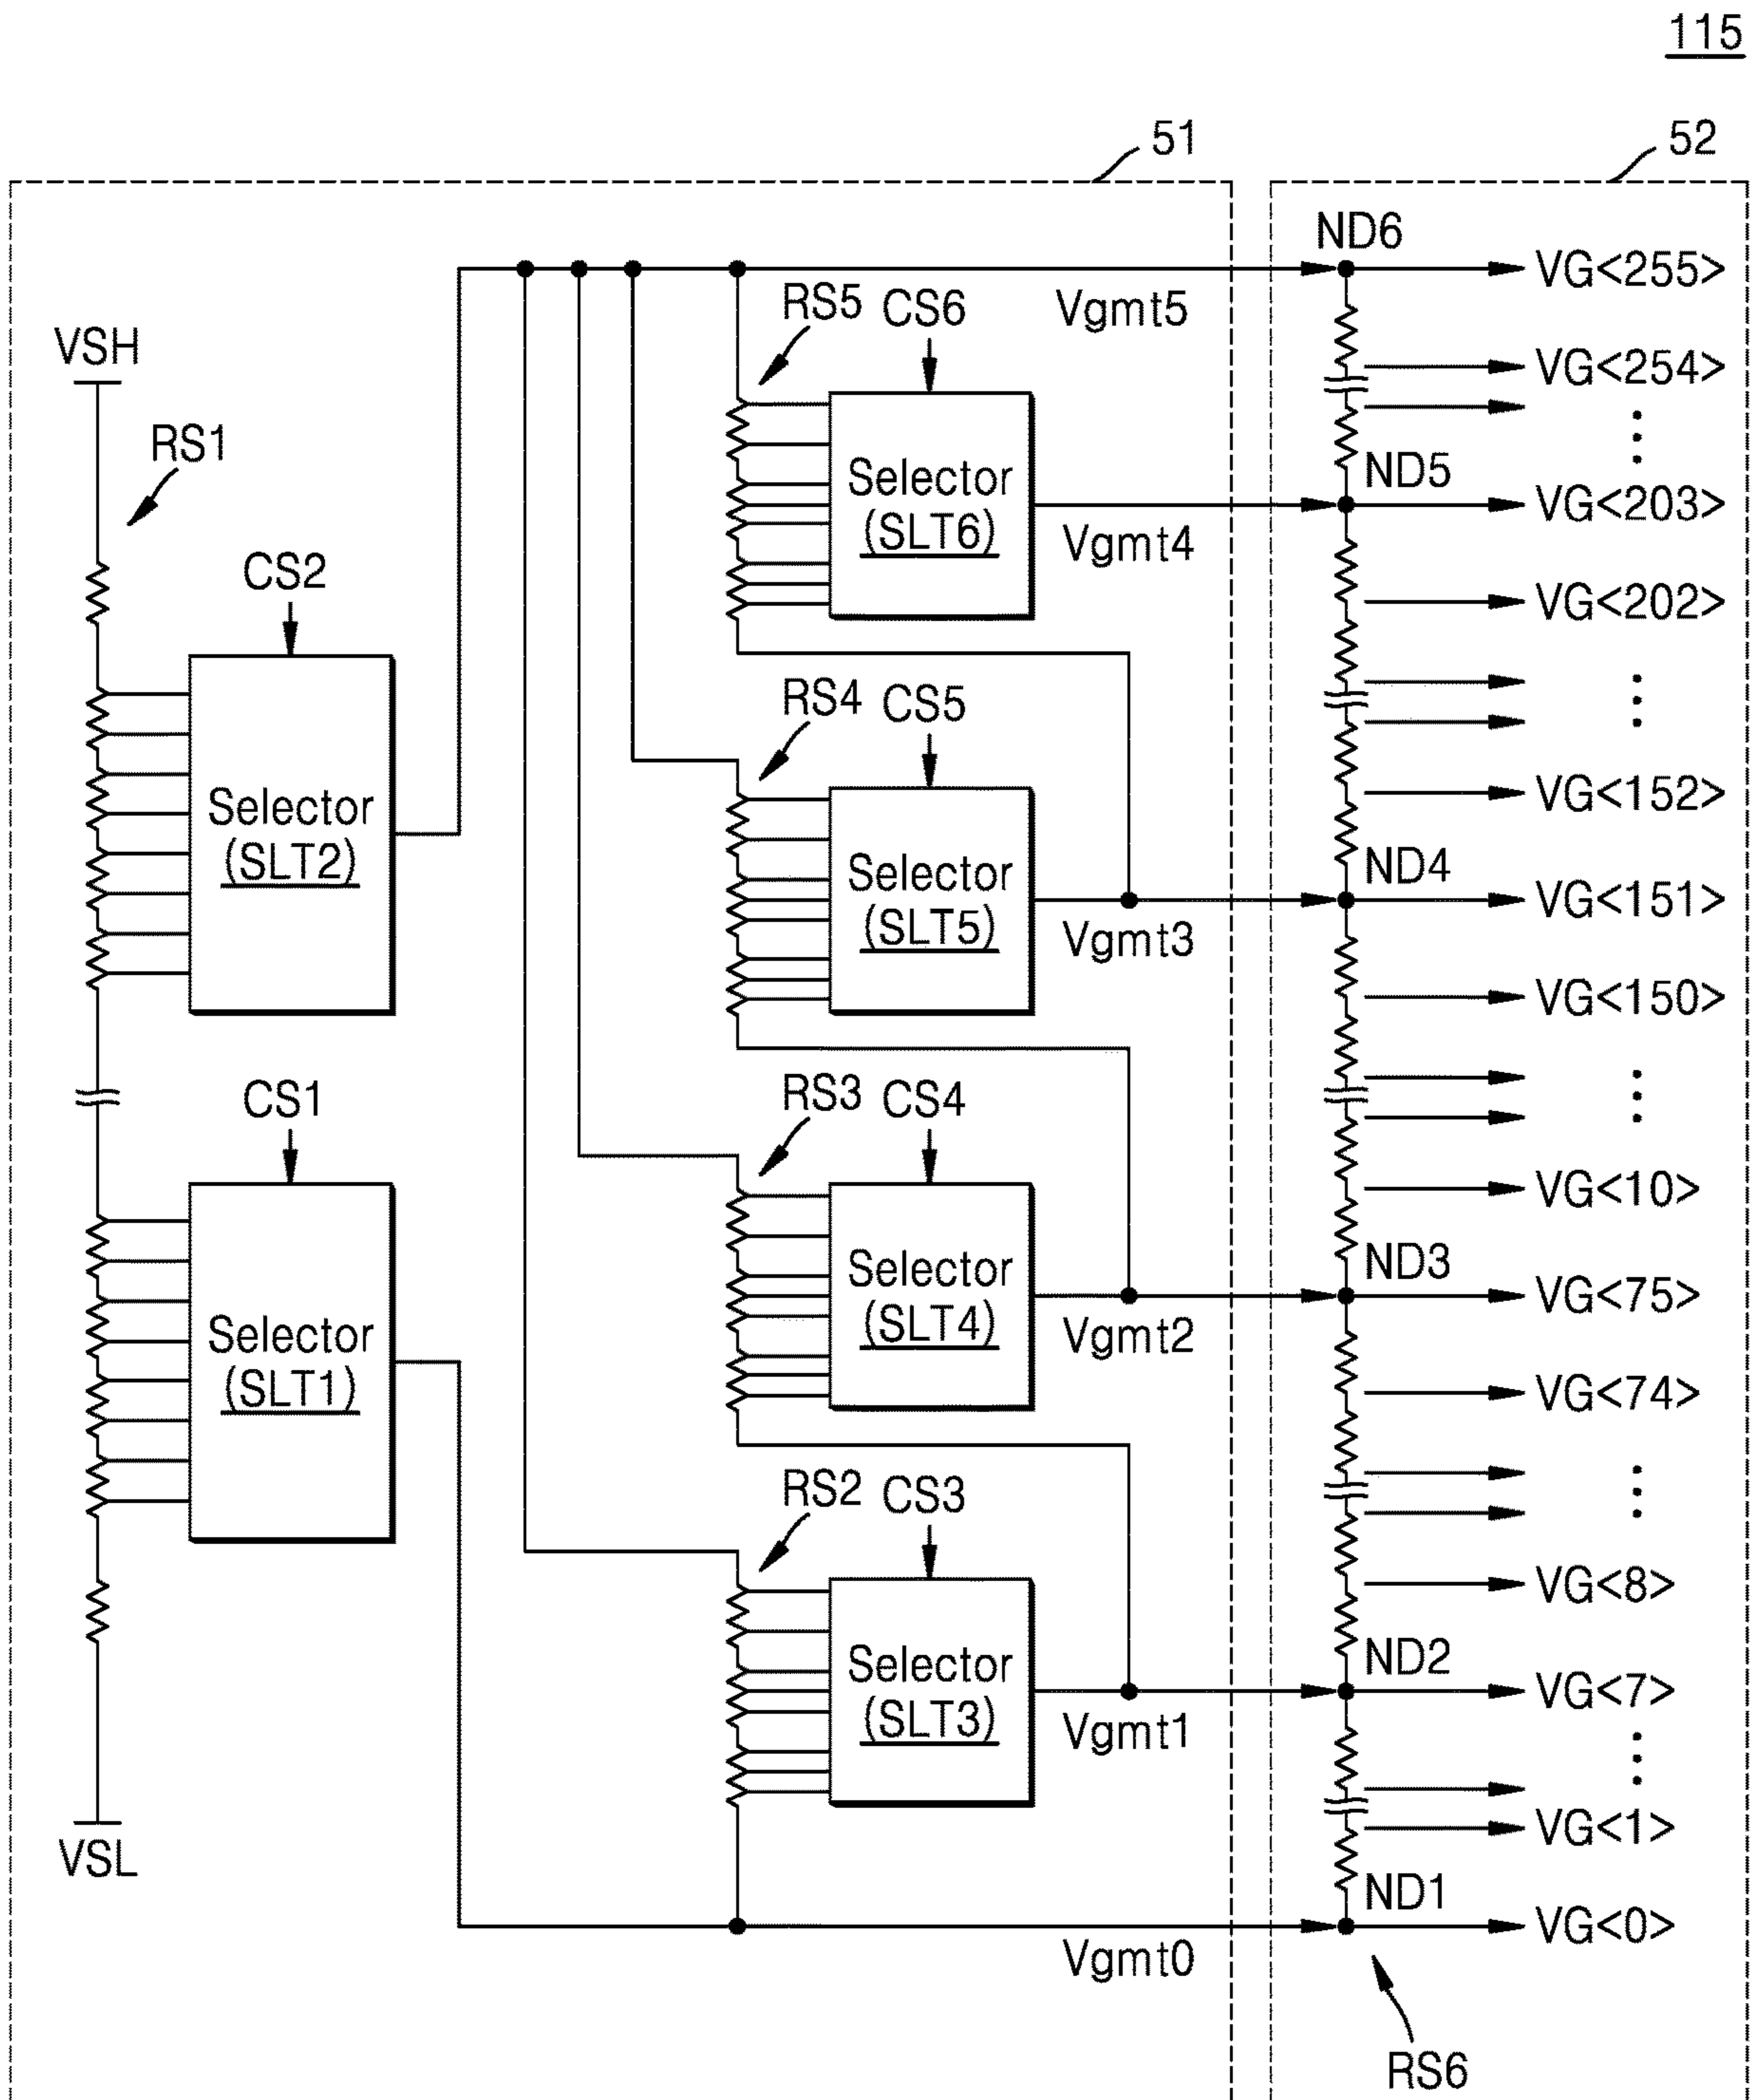 115
51
52
ND6
VG<255>
RS5
CS6
Vgmt5
VSH
VG<254>
RS1
ND5
Selector
(SLT6)
VG<203>
Vgmt4
CS2
VG<202>
RS4
CS5
VG<152>
Selector
(SLT2)
ND4
Selector
(SLT5)
VG<151>
Vgmt3
VG<150>
CS1
RS3
CS4
VG<10>
ND3
Selector
(SLT4)
VG<75>
Selector
(SLT1)
Vgmt2
VG<74>
RS2
CS3
VG<8>
ND2
Selector
(SLT3)
VG<7>
Vgmt1
VG<1>
VSL
ND1
VG<0>
Vgmt0
RS6